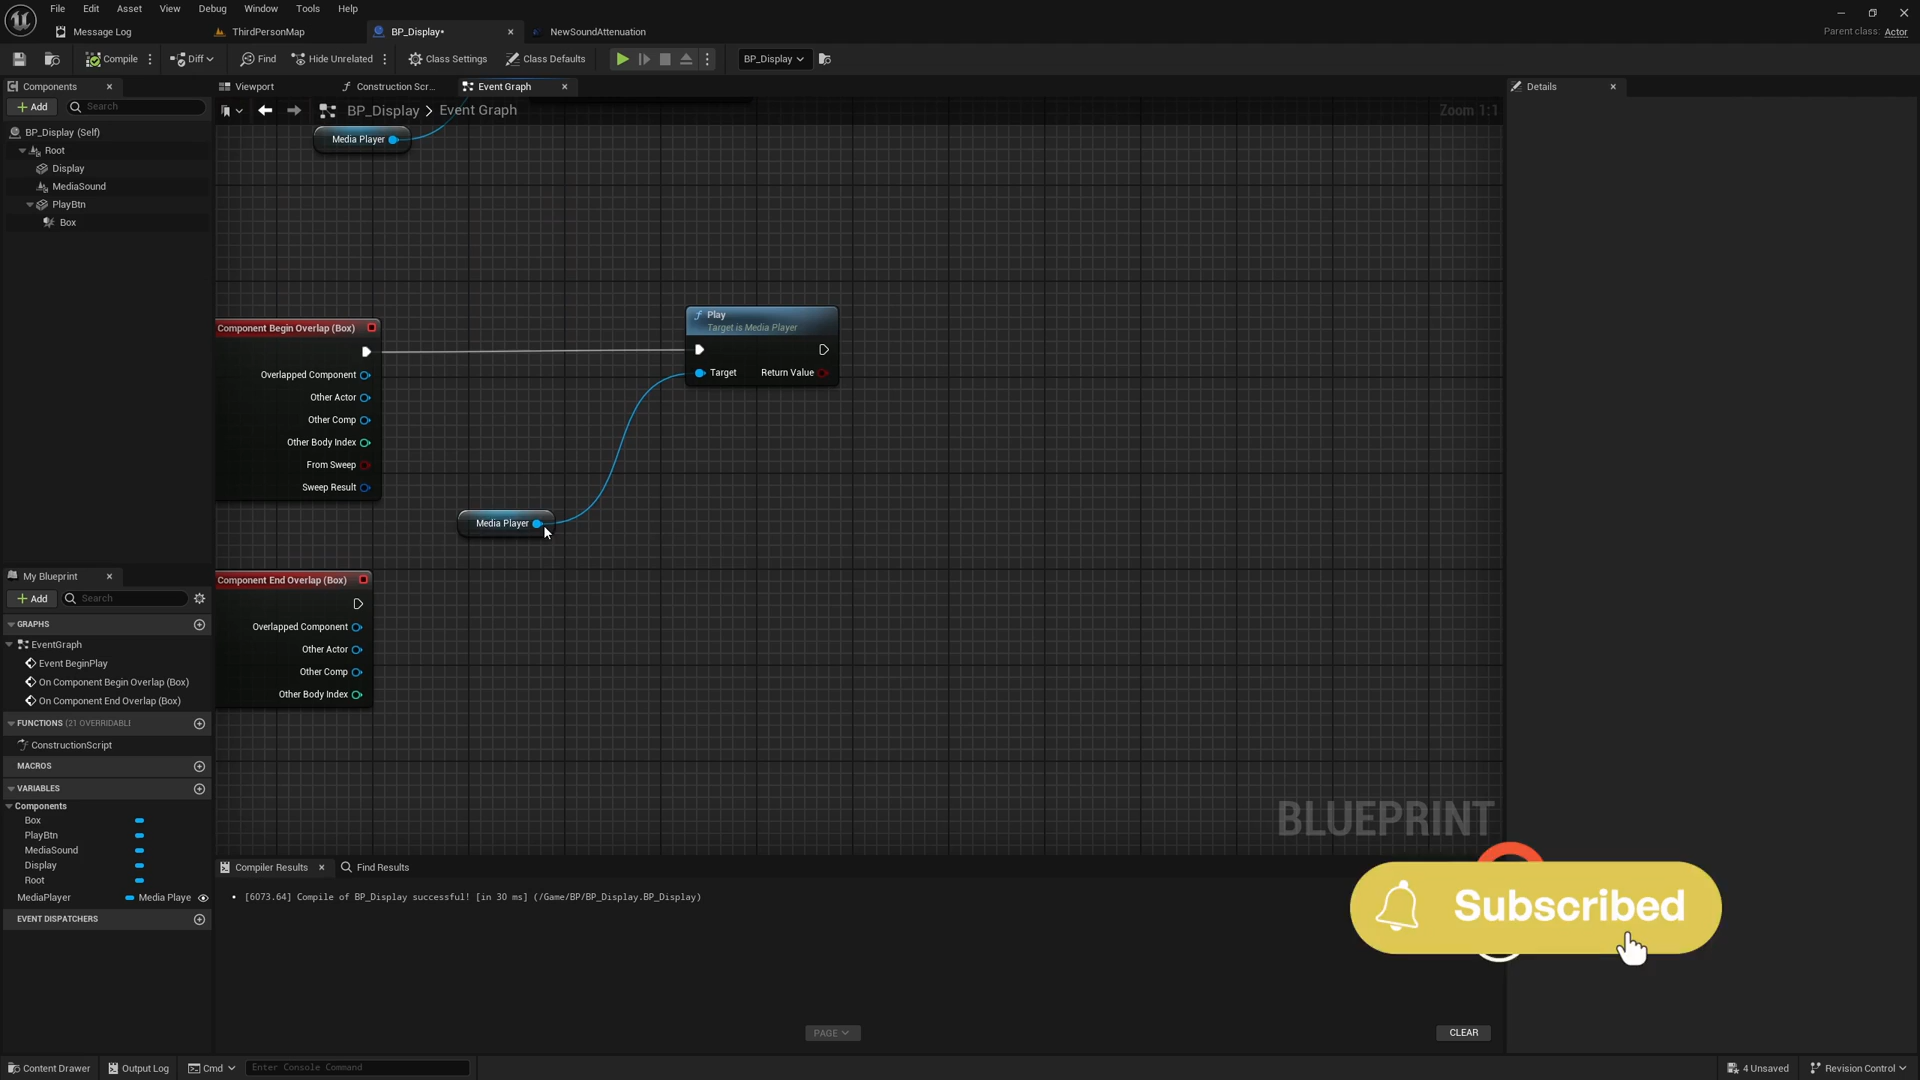 File Edit Asset View Debug Window Tools Help
Message Log ThirdPersonMap BP_Display• NewSoundAttenuation
Parent class: Actor
Compile Diff Find Hide Unrelated Class Settings Class Defaults BP_Display
Components Viewport Construction Scr... Event Graph Details
Add Search
BP_Display > Event Graph
Zoom 1:1
BP_Display (Self)
Root
Display
MediaSound
PlayBtn
Box
Media Player
Component Begin Overlap (Box)
Overlapped Component
Other Actor
Other Comp
Other Body Index
From Sweep
Sweep Result
Play
Target is Media Player
Target Return Value
Media Player
Component End Overlap (Box)
Overlapped Component
Other Actor
Other Comp
Other Body Index
BLUEPRINT
My Blueprint
Add Search
GRAPHS
EventGraph
Event BeginPlay
On Component Begin Overlap (Box)
On Component End Overlap (Box)
FUNCTIONS (21 OVERRIDABL
ConstructionScript
MACROS
VARIABLES
Components
Box
PlayBtn
MediaSound
Display
Root
MediaPlayer Media Playe
EVENT DISPATCHERS
Compiler Results Find Results
[6073.64] Compile of BP_Display successful! [in 30 ms] (/Game/BP/BP_Display.BP_Display)
Subscribed
PAGE
CLEAR
Content Drawer Output Log Cmd Enter Console Command 4 Unsaved Revision Control